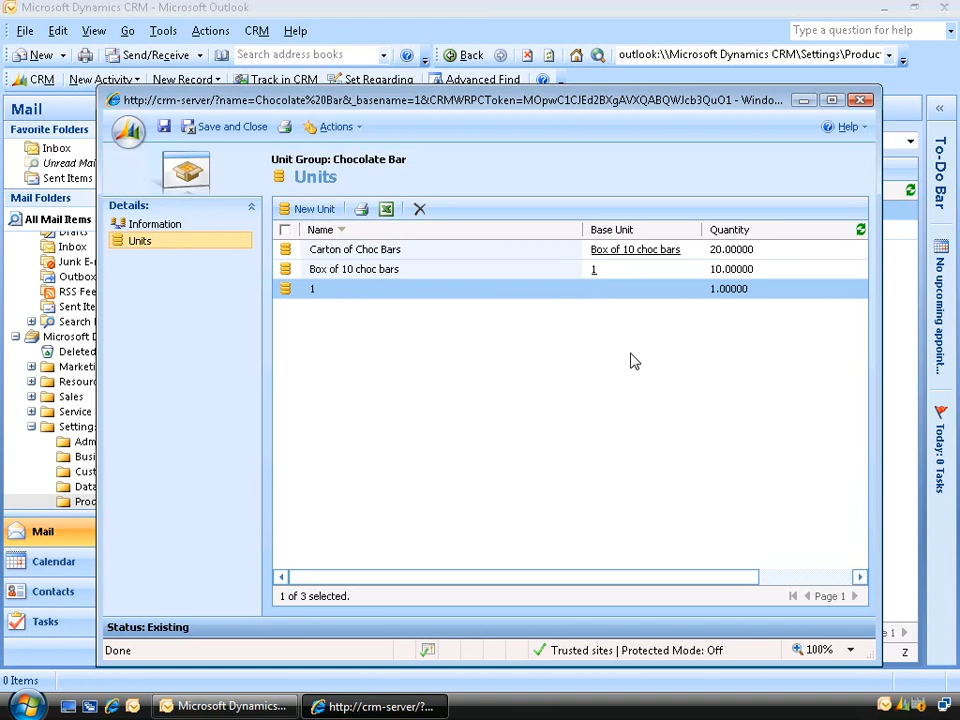 Microsoft Dynamics CRM - Microsoft Outlook
File Edit View Go Tools Actions CRM Help
Type a question for help
New Send/Receive Search address books Back outlook:\\Microsoft Dynamics CRM\Settings\Produc
CRM New Activity New Record Track in CRM Set Regarding Advanced Find
http://crm-server/?name=Chocolate%20Bar&_basename=1&CRMWRPCToken=MOpwC1CJEd2BXgAVXQABQWJcb3QuO1 - Windo...
Mail
Favorite Folders
Inbox
Unread Mai
Sent Items
Mail Folders
All Mail Items
Drafts
Inbox
Junk E-m
Outbox
RSS Fee
Sent Ite
Search
Microsoft D
Deleted
Marketi
Resourc
Sales
Service
Setting
Adm
Busi
Cust
Data
Prod
Mail
Calendar
Contacts
Tasks
Save and Close Actions Help
Unit Group: Chocolate Bar
Units
Details:
Information
Units
New Unit
Name Base Unit Quantity
Carton of Choc Bars Box of 10 choc bars 20.00000
Box of 10 choc bars 1 10.00000
1 1.00000
1 of 3 selected. Page 1
Status: Existing
Done Trusted sites | Protected Mode: Off 100%
To-Do Bar
No upcoming appoint...
Today: 0 Tasks
e 1
Z
0 Items
Microsoft Dynamics... http://crm-server/?...